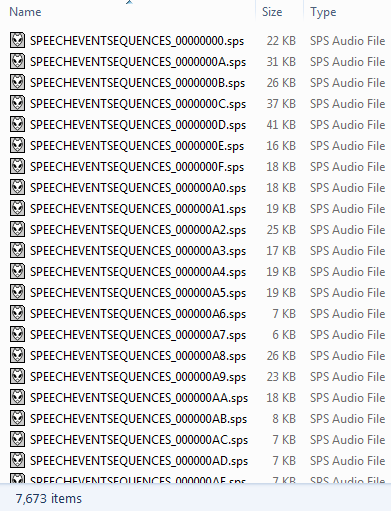 Name Size Type
SPEECHEVENTSEQUENCES_00000000.sps 22 KB SPS Audio File
SPEECHEVENTSEQUENCES_0000000A.sps 31 KB SPS Audio File
SPEECHEVENTSEQUENCES_0000000B.sps 26 KB SPS Audio File
SPEECHEVENTSEQUENCES_0000000C.sps 37 KB SPS Audio File
SPEECHEVENTSEQUENCES_0000000D.sps 41 KB SPS Audio File
SPEECHEVENTSEQUENCES_0000000E.sps 16 KB SPS Audio File
SPEECHEVENTSEQUENCES_0000000F.sps 18 KB SPS Audio File
SPEECHEVENTSEQUENCES_000000A0.sps 18 KB SPS Audio File
SPEECHEVENTSEQUENCES_000000A1.sps 19 KB SPS Audio File
SPEECHEVENTSEQUENCES_000000A2.sps 25 KB SPS Audio File
SPEECHEVENTSEQUENCES_000000A3.sps 17 KB SPS Audio File
SPEECHEVENTSEQUENCES_000000A4.sps 19 KB SPS Audio File
SPEECHEVENTSEQUENCES_000000A5.sps 19 KB SPS Audio File
SPEECHEVENTSEQUENCES_000000A6.sps 7 KB SPS Audio File
SPEECHEVENTSEQUENCES_000000A7.sps 6 KB SPS Audio File
SPEECHEVENTSEQUENCES_000000A8.sps 26 KB SPS Audio File
SPEECHEVENTSEQUENCES_000000A9.sps 23 KB SPS Audio File
SPEECHEVENTSEQUENCES_000000AA.sps 18 KB SPS Audio File
SPEECHEVENTSEQUENCES_000000AB.sps 8 KB SPS Audio File
SPEECHEVENTSEQUENCES_000000AC.sps 7 KB SPS Audio File
SPEECHEVENTSEQUENCES_000000AD.sps 7 KB SPS Audio File
7,673 items